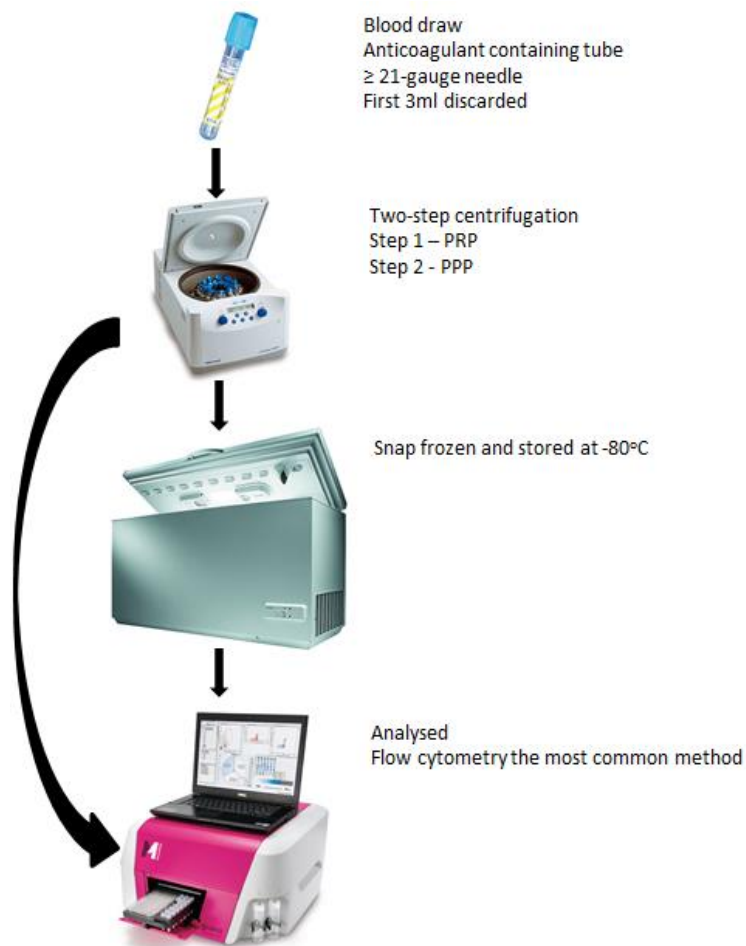 Blood draw
Anticoagulant containing tube
≥ 21-gauge needle
First 3ml discarded
Two-step centrifugation
Step 1 – PRP
Step 2 - PPP
Snap frozen and stored at -80°C
Analysed
Flow cytometry the most common method